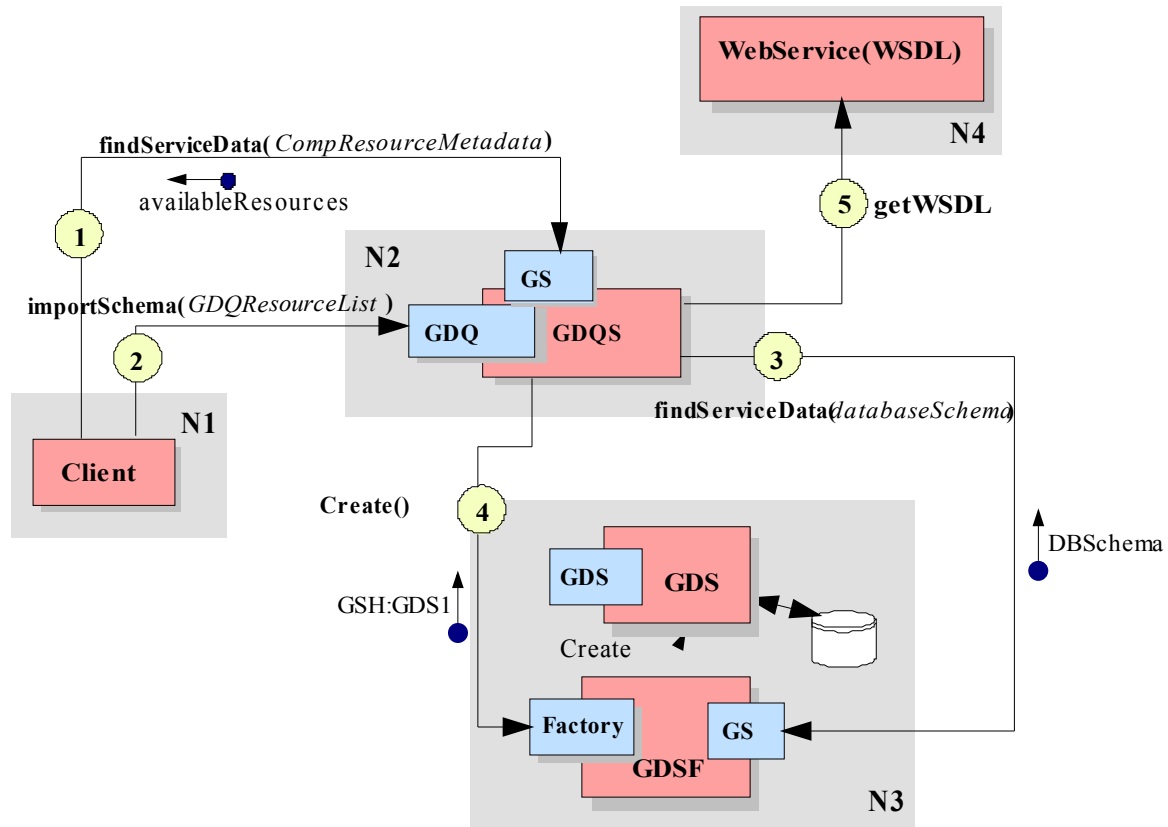 WebService(WSDL)
N4
findServiceData(CompResourceMetadata)
availableResources
5
getWSDL
1
N2
GS
importSchema(GDQResourceList )
GDQ
GDQS
2
3
findServiceData(databaseSchema)
N1
Client
Create()
4
DBSchema
GDS
GDS
GSH:GDS1
Create
Factory
GS
GDSF
N3